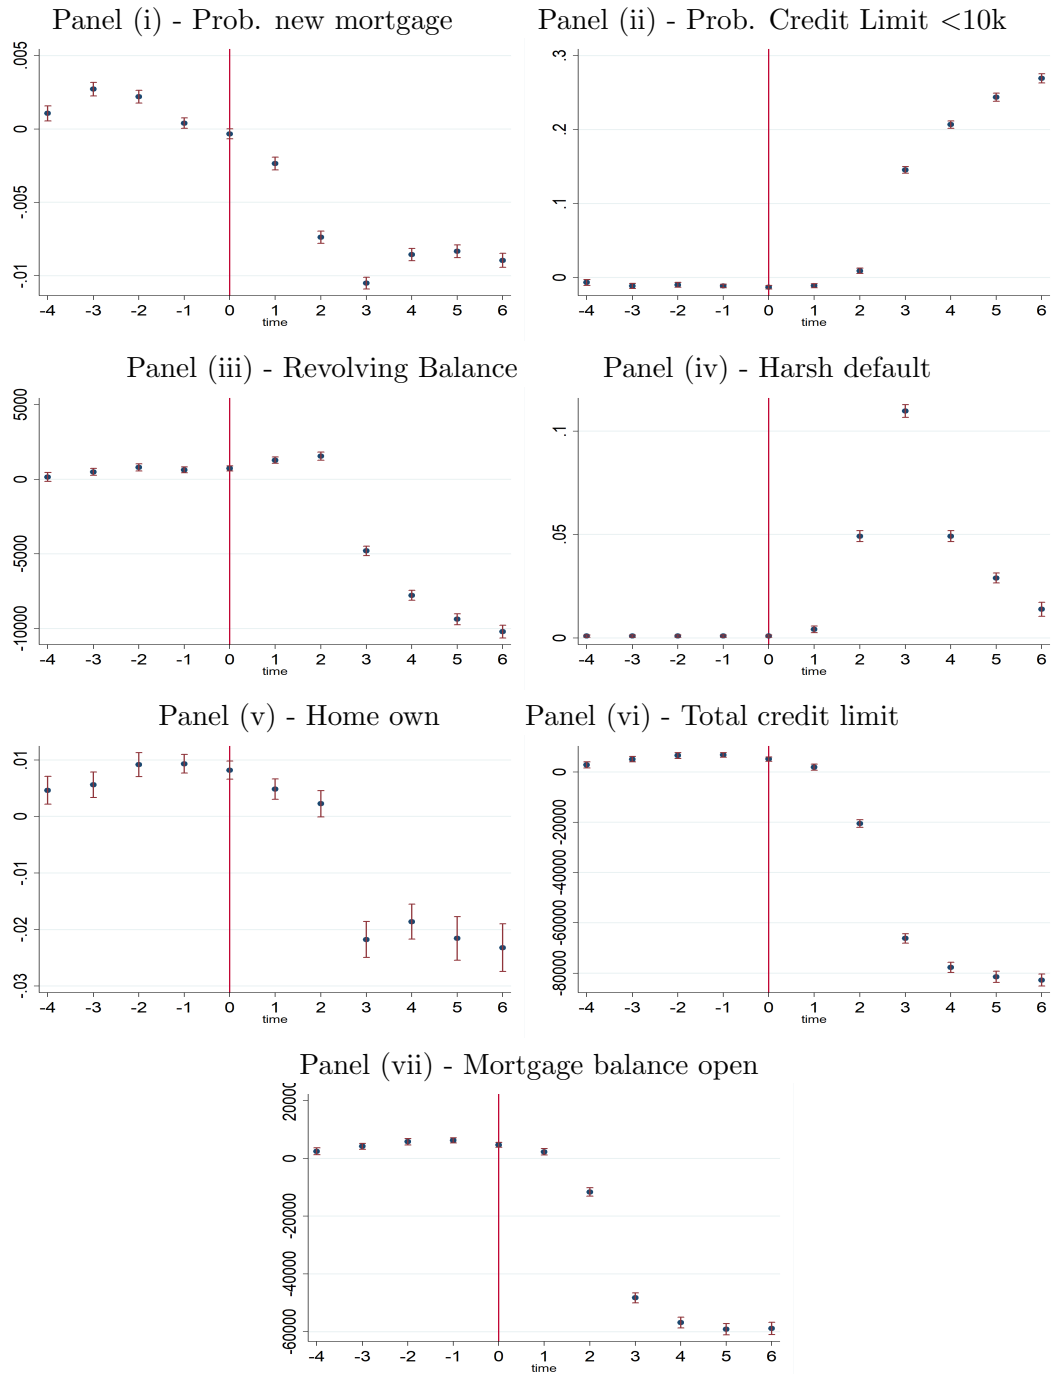 Panel (i) - Prob. new mortgage
.005
0
-.005
-.01
-4 -3 -2 -1 0 1 2 3 4 5 6
time
Panel (ii) - Prob. Credit Limit <10k
.3
.2
.1
0
-4 -3 -2 -1 0 1 2 3 4 5 6
time
Panel (iii) - Revolving Balance
5000
0
-5000
-10000
-4 -3 -2 -1 0 1 2 3 4 5 6
time
Panel (iv) - Harsh default
.1
.05
0
-4 -3 -2 -1 0 1 2 3 4 5 6
time
Panel (v) - Home own
.01
0
-.01
-.02
-.03
-4 -3 -2 -1 0 1 2 3 4 5 6
time
Panel (vi) - Total credit limit
0
-20000
-40000
-60000
-80000
-4 -3 -2 -1 0 1 2 3 4 5 6
time
Panel (vii) - Mortgage balance open
20000
0
-20000
-40000
-60000
-4 -3 -2 -1 0 1 2 3 4 5 6
time